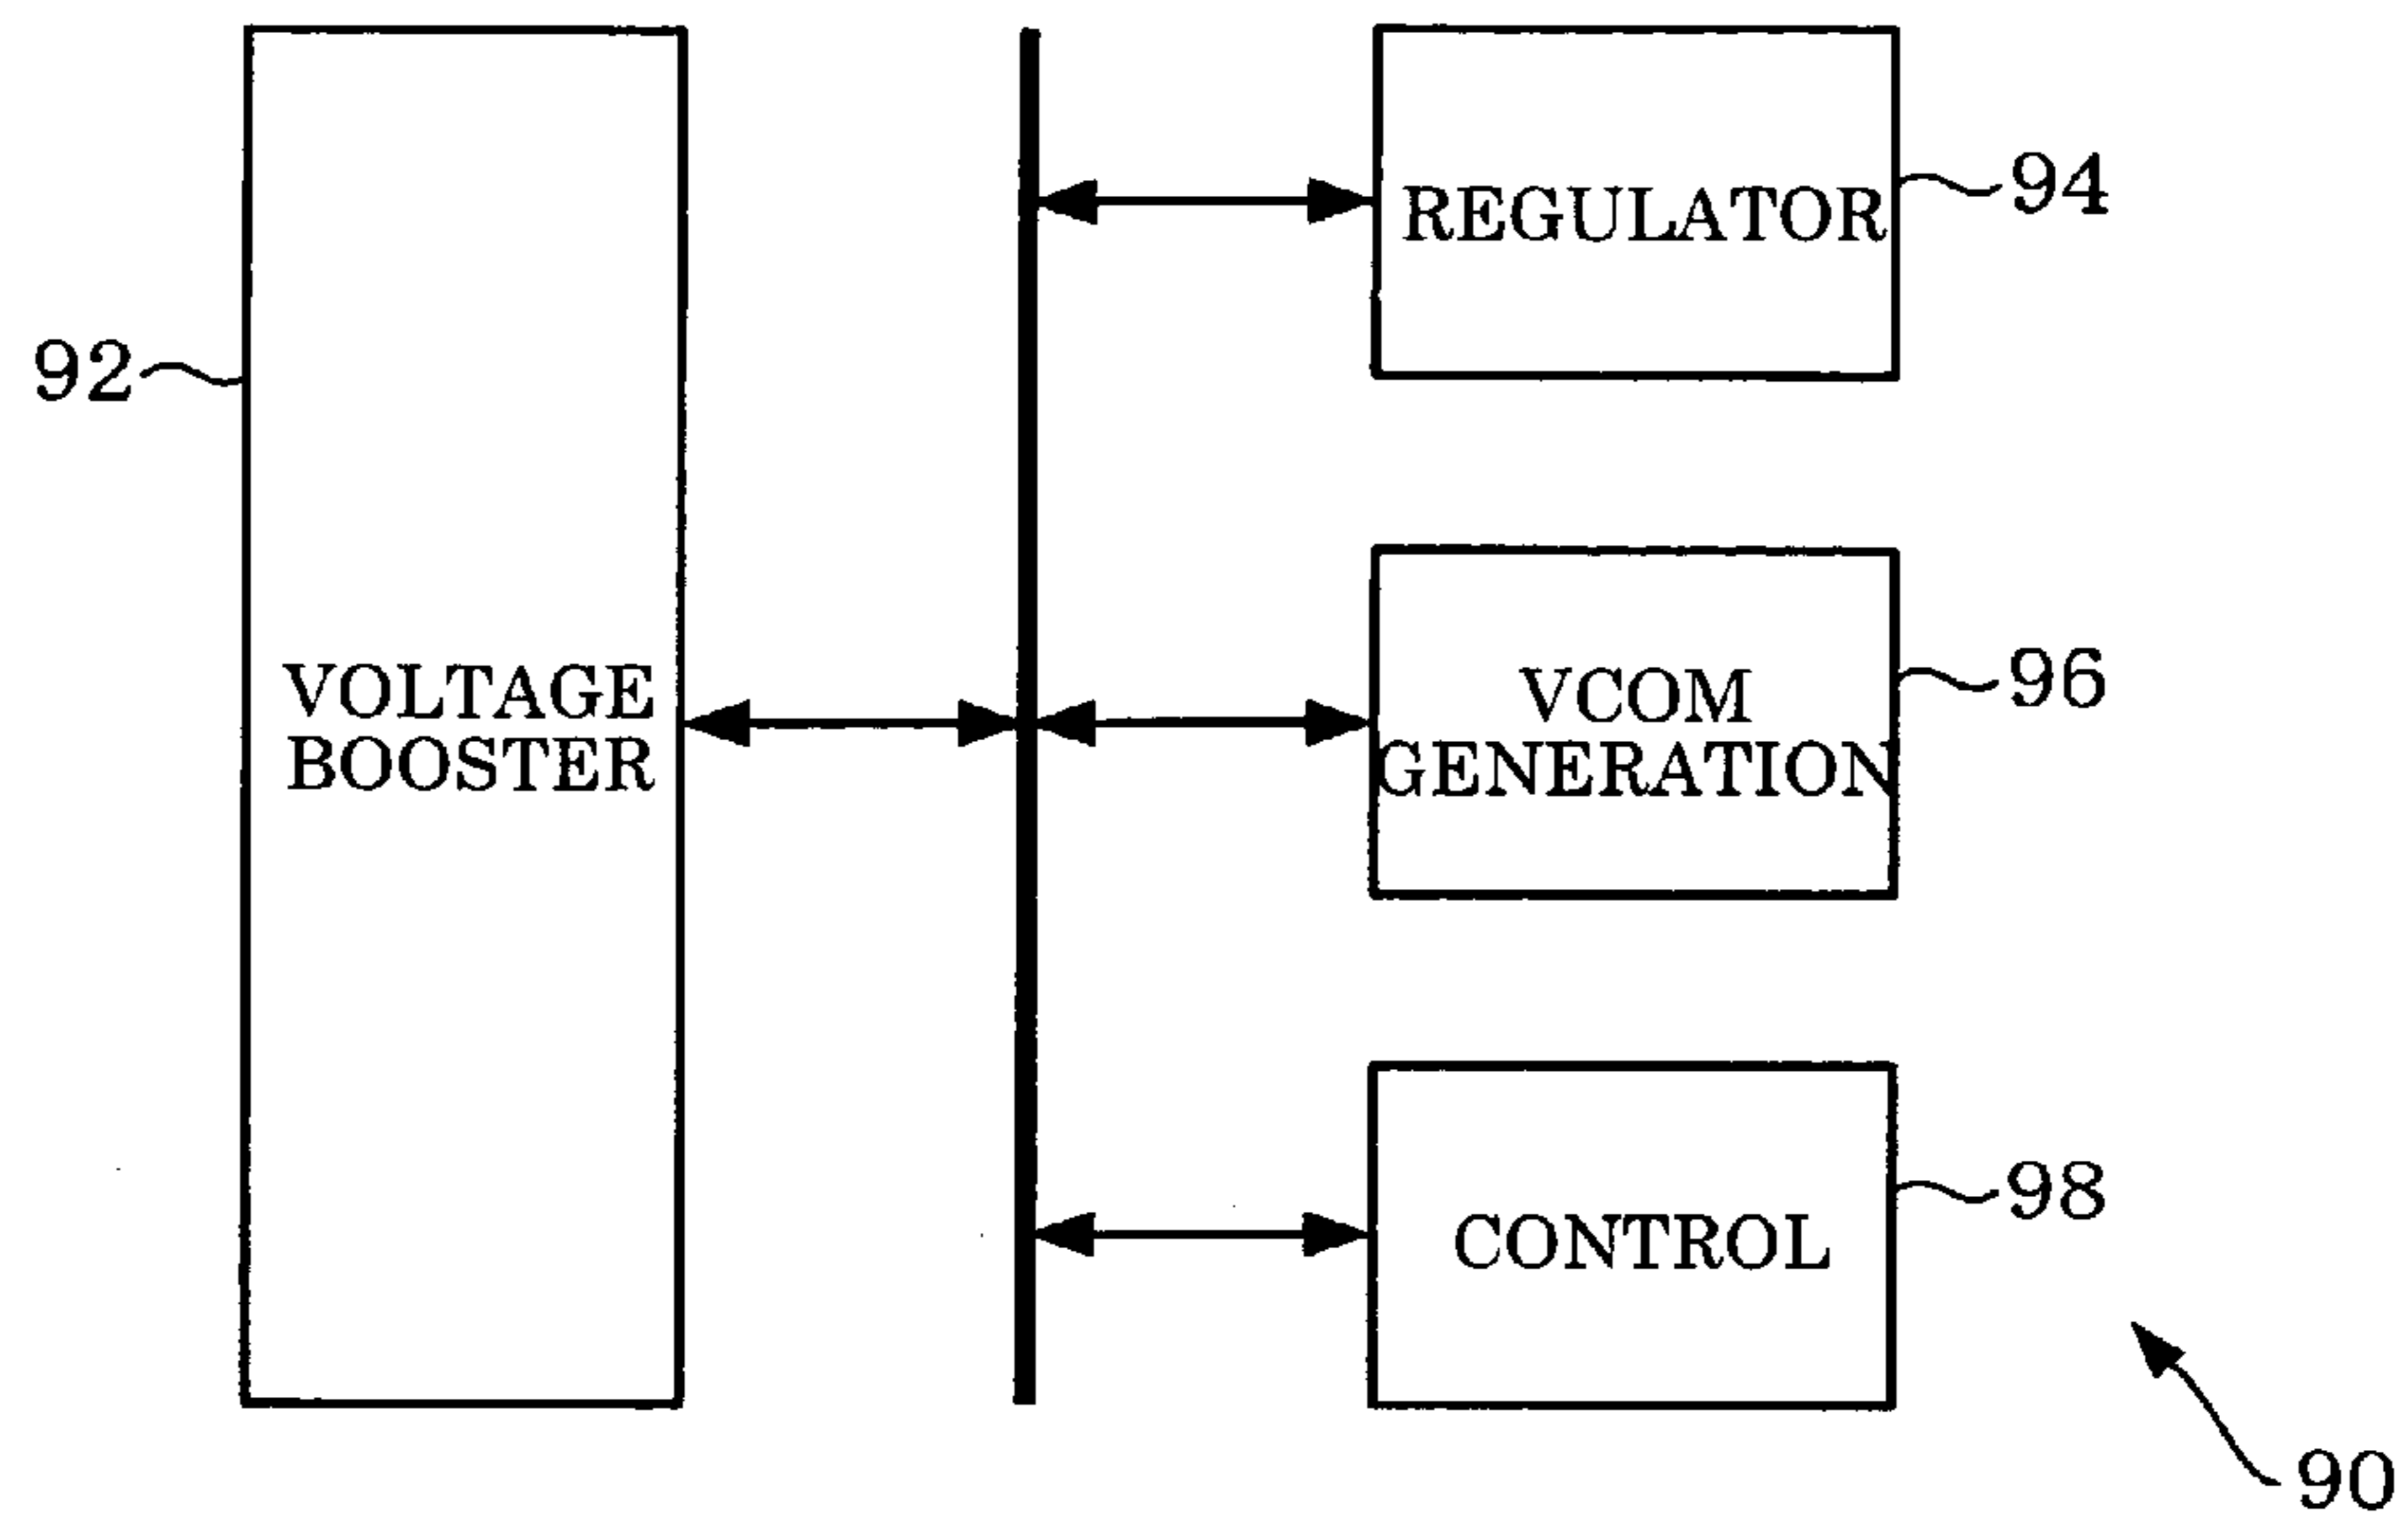 92
VOLTAGE
BOOSTER
REGULATOR
94
VCOM
GENERATION
96
CONTROL
98
90